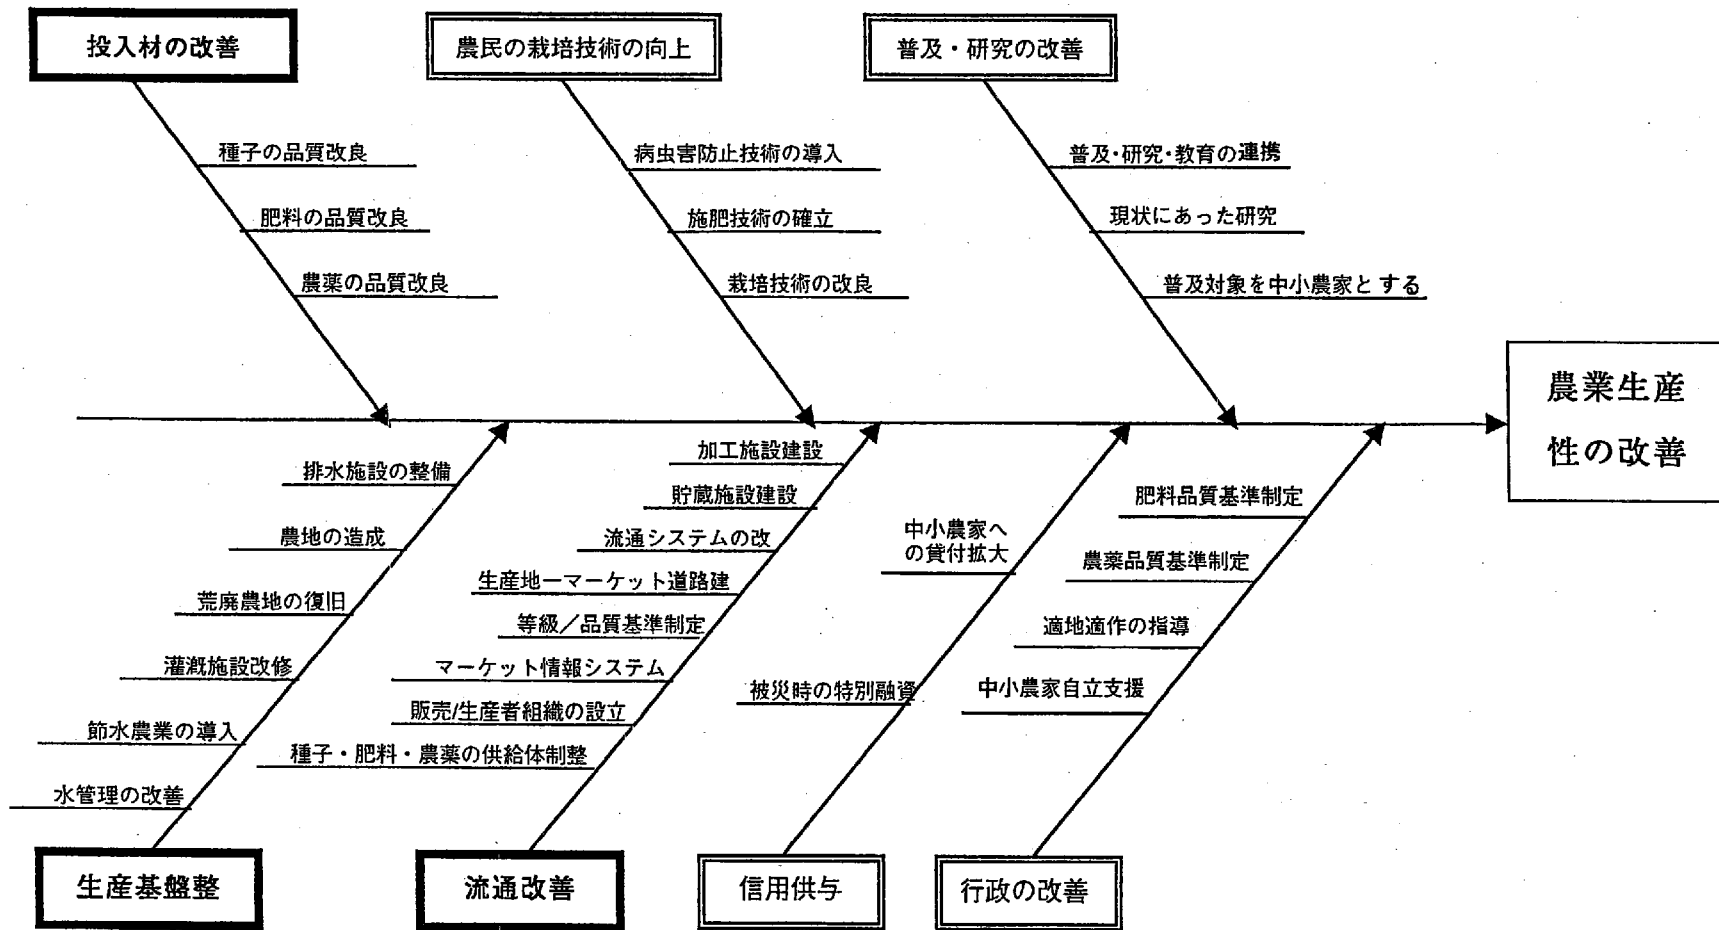 投入材の改善
農民の栽培技術の向上
普及・研究の改善
種子の品質改良
肥料の品質改良
農薬の品質改良
病虫害防止技術の導入
施肥技術の確立
栽培技術の改良
普及・研究・教育の連携
現状にあった研究
普及対象を中小農家とする
農業生産
性の改善
排水施設の整備
農地の造成
荒廃農地の復旧
灌漑施設改修
節水農業の導入
水管理の改善
加工施設建設
貯蔵施設建設
流通システムの改
生産地ーマーケット道路建
等級／品質基準制定
マーケット情報システム
販売/生産者組織の設立
種子・肥料・農薬の供給体制整
中小農家へ
の貸付拡大
被災時の特別融資
肥料品質基準制定
農薬品質基準制定
適地適作の指導
中小農家自立支援
生産基盤整
流通改善
信用供与
行政の改善